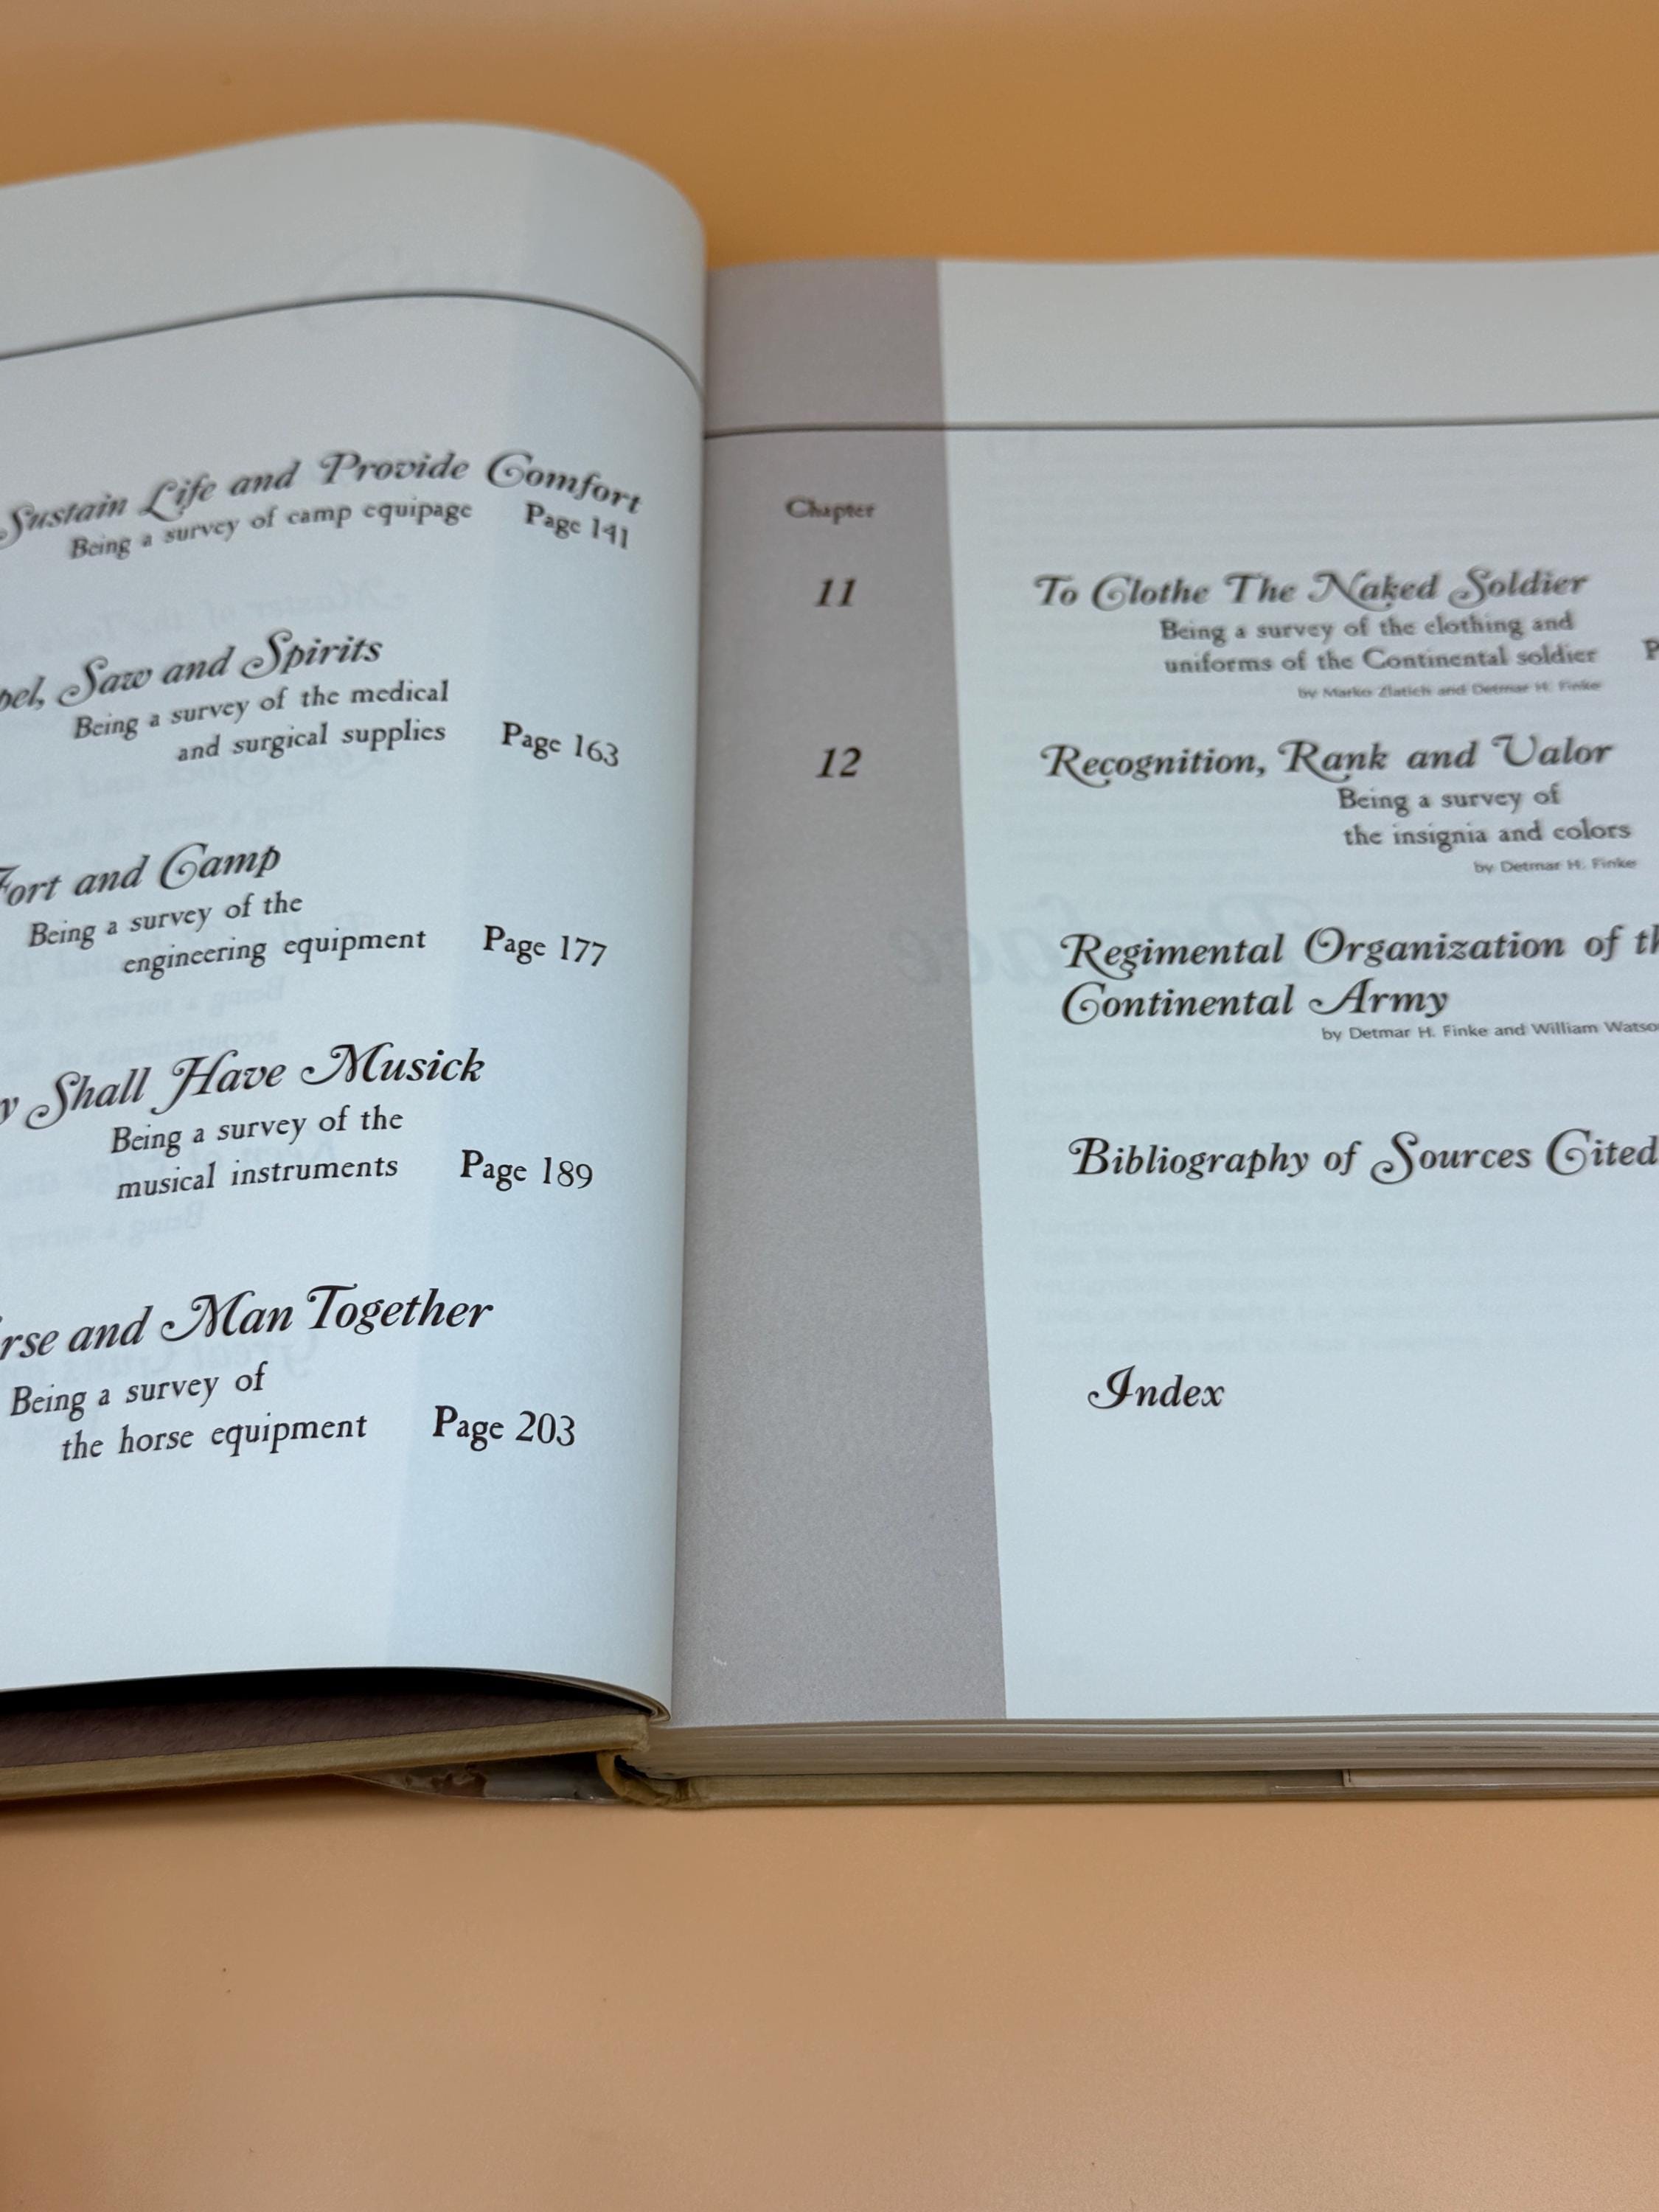 Sustain Life and Provide Comfort
Being a survey of camp equipage Page 141
Saw and Spirits
Being a survey of the medical
and surgical supplies Page 163
Fort and Camp
Being a survey of the
engineering equipment Page 177
Shall Have Musick
Being a survey of the
musical instruments Page 189
and Man Together
Being a survey of
the horse equipment Page 203
Chapter
11 To Clothe The Naked Soldier
Being a survey of the clothing and
uniforms of the Continental soldier
by Marko Zlatich and Detmar H. Finke
12 Recognition, Rank and Valor
Being a survey of
the insignia and colors
by Detmar H. Finke
Regimental Organization of
Continental Army
by Detmar H. Finke and William
Bibliography of Sources Cited
Index